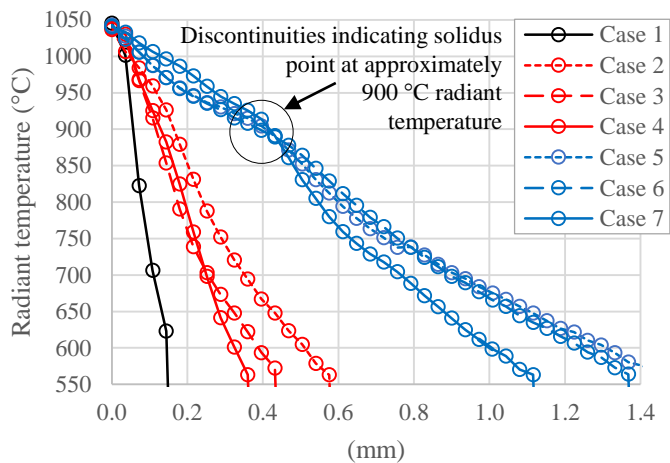 1050
1000
950
900
850
800
750
700
650
600
550
Radiant temperature (°C)
Discontinuities indicating solidus
point at approximately
900 °C radiant
temperature
Case 1
Case 2
Case 3
Case 4
Case 5
Case 6
Case 7
0.0 0.2 0.4 0.6 0.8 1.0 1.2 1.4
(mm)